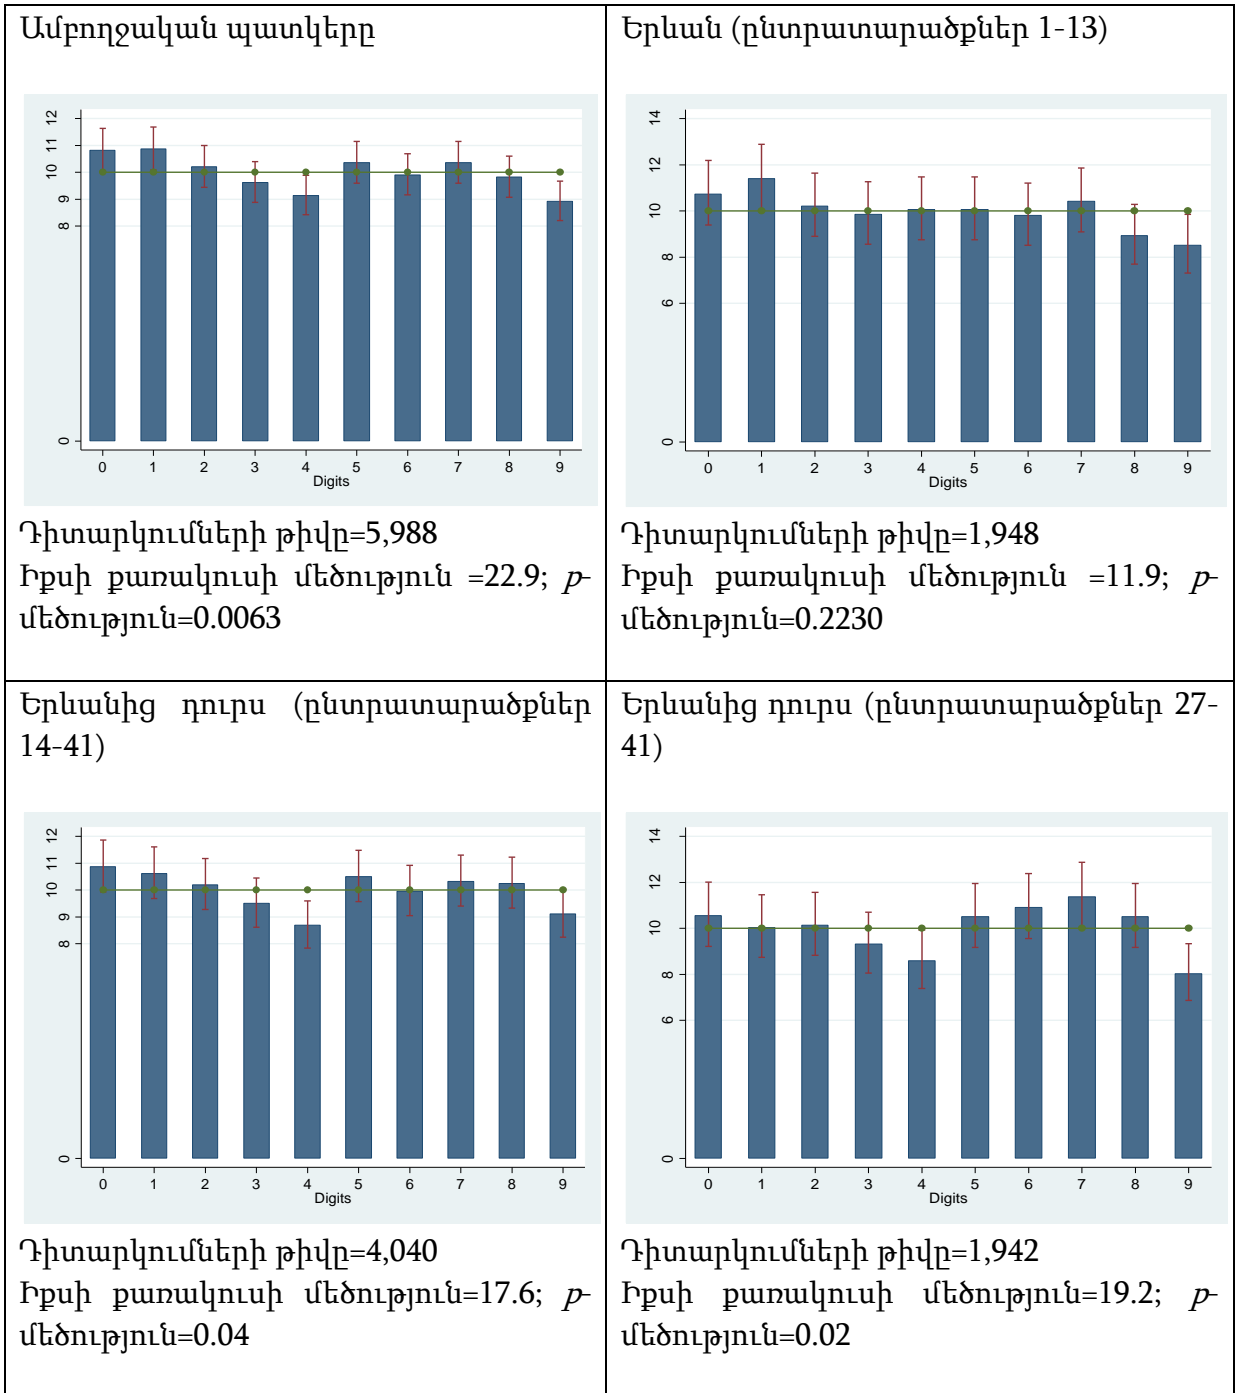 Ամբողջական պատկերը
12
11
10
9
8
0
0 1 2 3 4 5 6 7 8 9
Digits
Դիտարկումների թիվը=5,988
Իքսի քառակուսի մեծություն =22.9; p-
մեծություն=0.0063
Երևան (ընտրատարածքներ 1-13)
14
12
10
8
6
0
0 1 2 3 4 5 6 7 8 9
Digits
Դիտարկումների թիվը=1,948
Իքսի քառակուսի մեծություն =11.9; p-
մեծություն=0.2230
Երևանից դուրս (ընտրատարածքներ
14-41)
12
11
10
9
8
0
0 1 2 3 4 5 6 7 8 9
Digits
Դիտարկումների թիվը=4,040
Իքսի քառակուսի մեծություն=17.6; p-
մեծություն=0.04
Երևանից դուրս (ընտրատարածքներ 27-
41)
14
12
10
8
6
0
0 1 2 3 4 5 6 7 8 9
Digits
Դիտարկումների թիվը=1,942
Իքսի քառակուսի մեծություն=19.2; p-
մեծություն=0.02